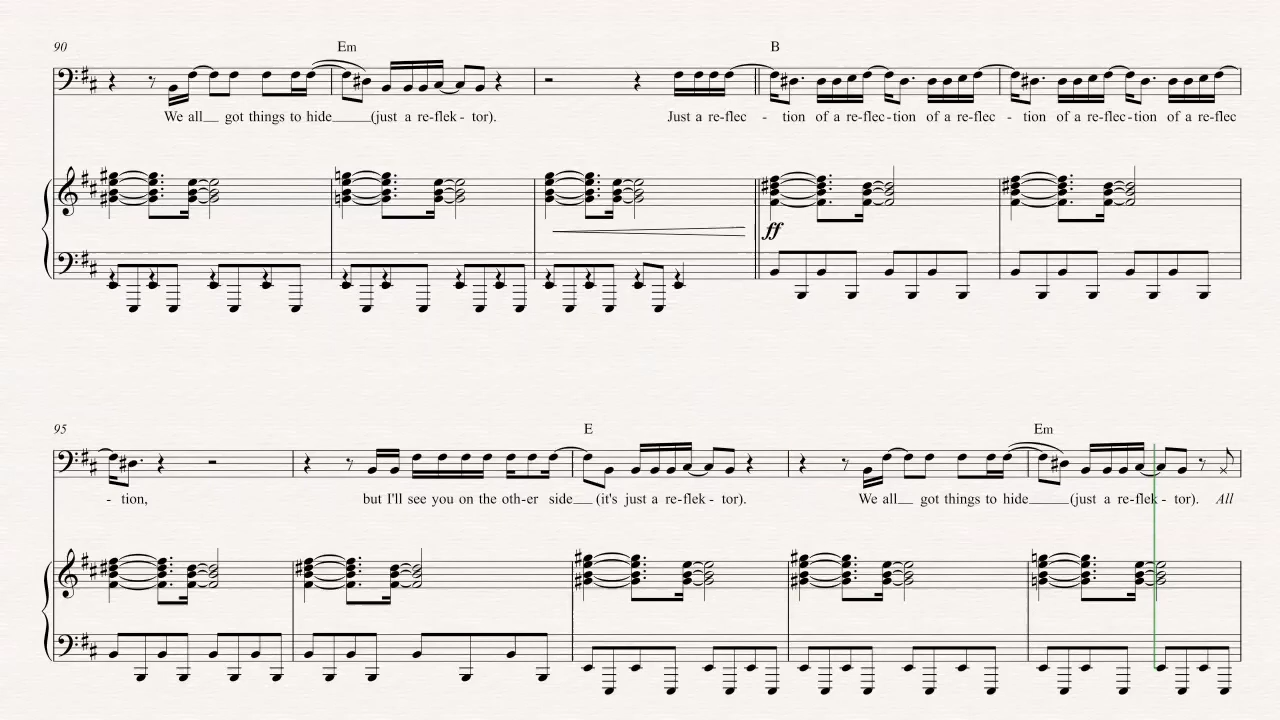 90 Em B
We all__ got things to hide____(just a re-flek - tor). Just a re-flec - tion of a re-flec-tion of a re-flec - tion of a re-flec-tion of a re-flec
ff
95 E Em
- tion, but I'll see you on the oth-er side__(it's just a re-flek - tor). We all__ got things to hide____(just a re-flek - tor). All